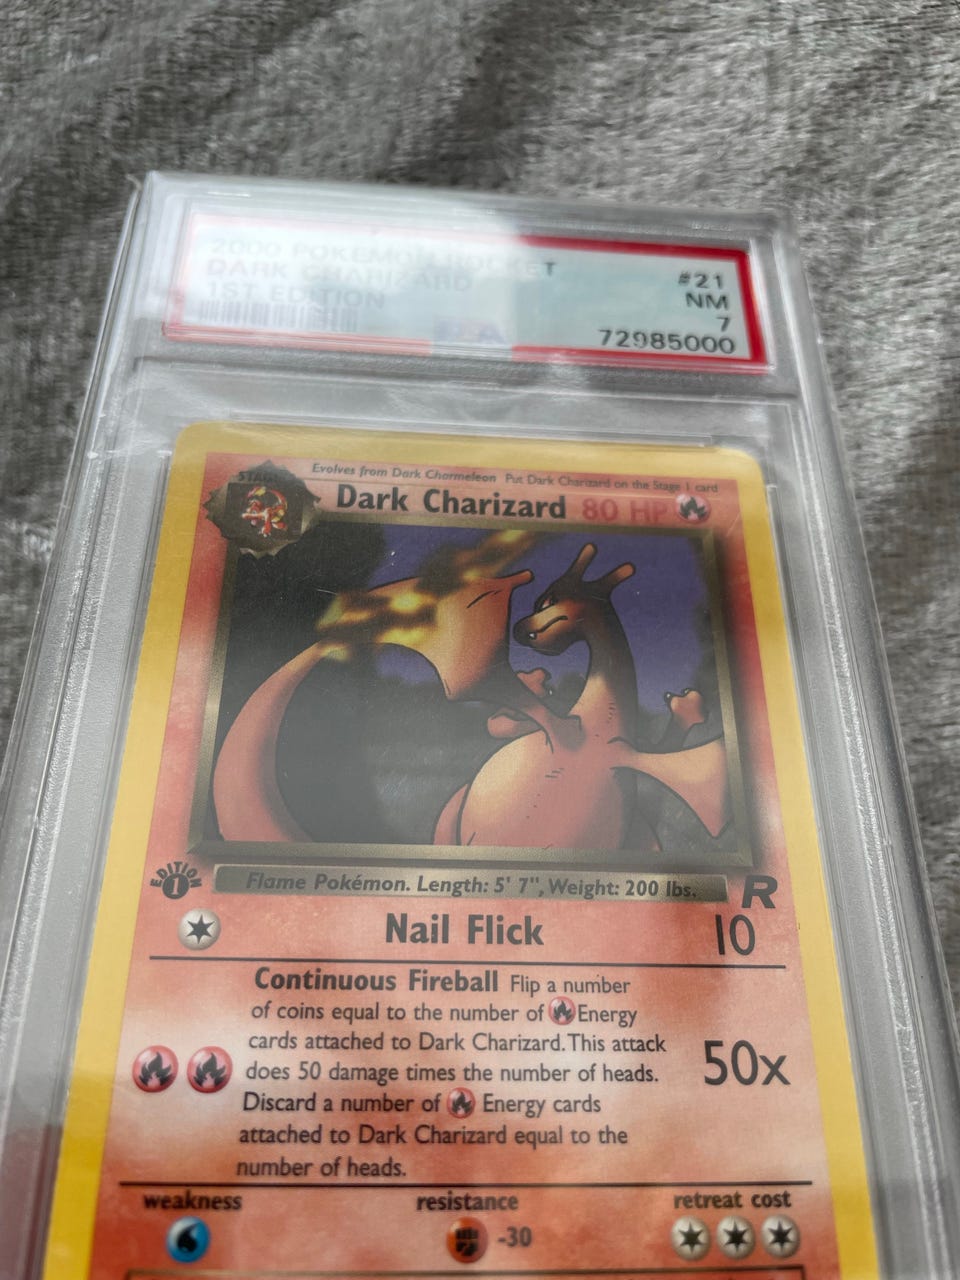 2000 POKEMON ROCKET #21
DARK CHARIZARD NM
1ST EDITION 7
PSA 72985000
STAGE
Evolves from Dark Charmeleon Put Dark Charizard on the Stage 1 card
Dark Charizard 80 HP
EDITION
1
Flame Pokémon. Length: 5' 7", Weight: 200 lbs. R
Nail Flick 10
Continuous Fireball Flip a number
of coins equal to the number of Energy
cards attached to Dark Charizard. This attack
does 50 damage times the number of heads. 50x
Discard a number of Energy cards
attached to Dark Charizard equal to the
number of heads.
weakness resistance retreat cost
-30